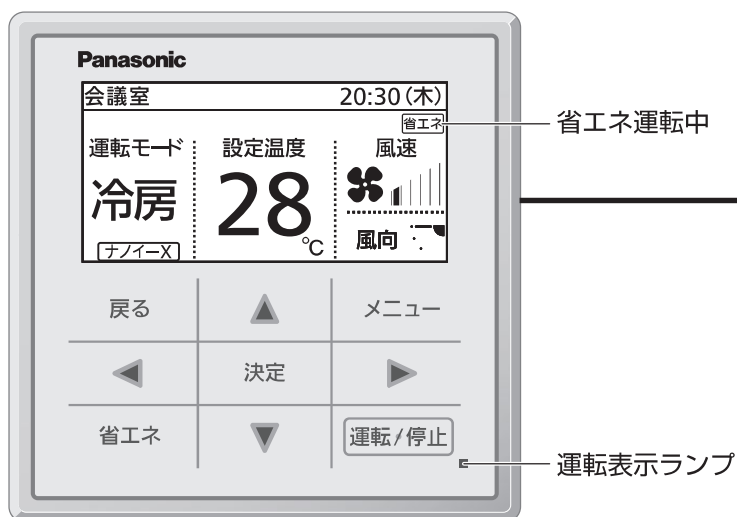 Panasonic
会議室 20:30(木)
省エネ
省エネ運転中
運転モード 設定温度 風速
冷房 28℃
風向
ナノイーX
戻る メニュー
決定
省エネ 運転/停止
運転表示ランプ